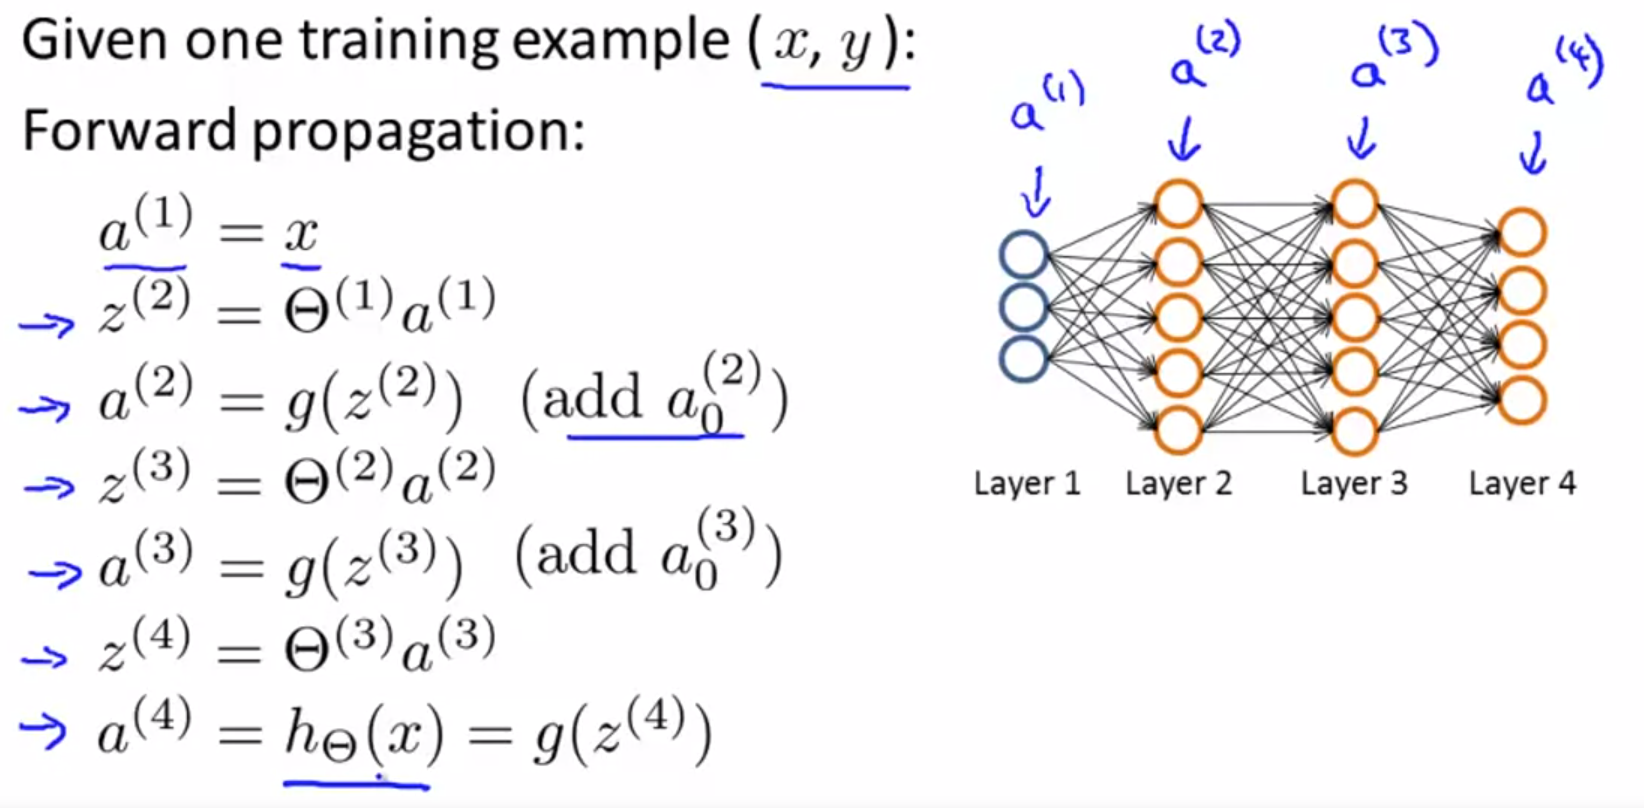 Given one training example (x, y):
Forward propagation:
a⁽¹⁾ = x
→ z⁽²⁾ = Θ⁽¹⁾a⁽¹⁾
→ a⁽²⁾ = g(z⁽²⁾) (add a₀⁽²⁾)
→ z⁽³⁾ = Θ⁽²⁾a⁽²⁾
→ a⁽³⁾ = g(z⁽³⁾) (add a₀⁽³⁾)
→ z⁽⁴⁾ = Θ⁽³⁾a⁽³⁾
→ a⁽⁴⁾ = h_Θ(x) = g(z⁽⁴⁾)
a⁽¹⁾ a⁽²⁾ a⁽³⁾ a⁽⁴⁾
Layer 1 Layer 2 Layer 3 Layer 4